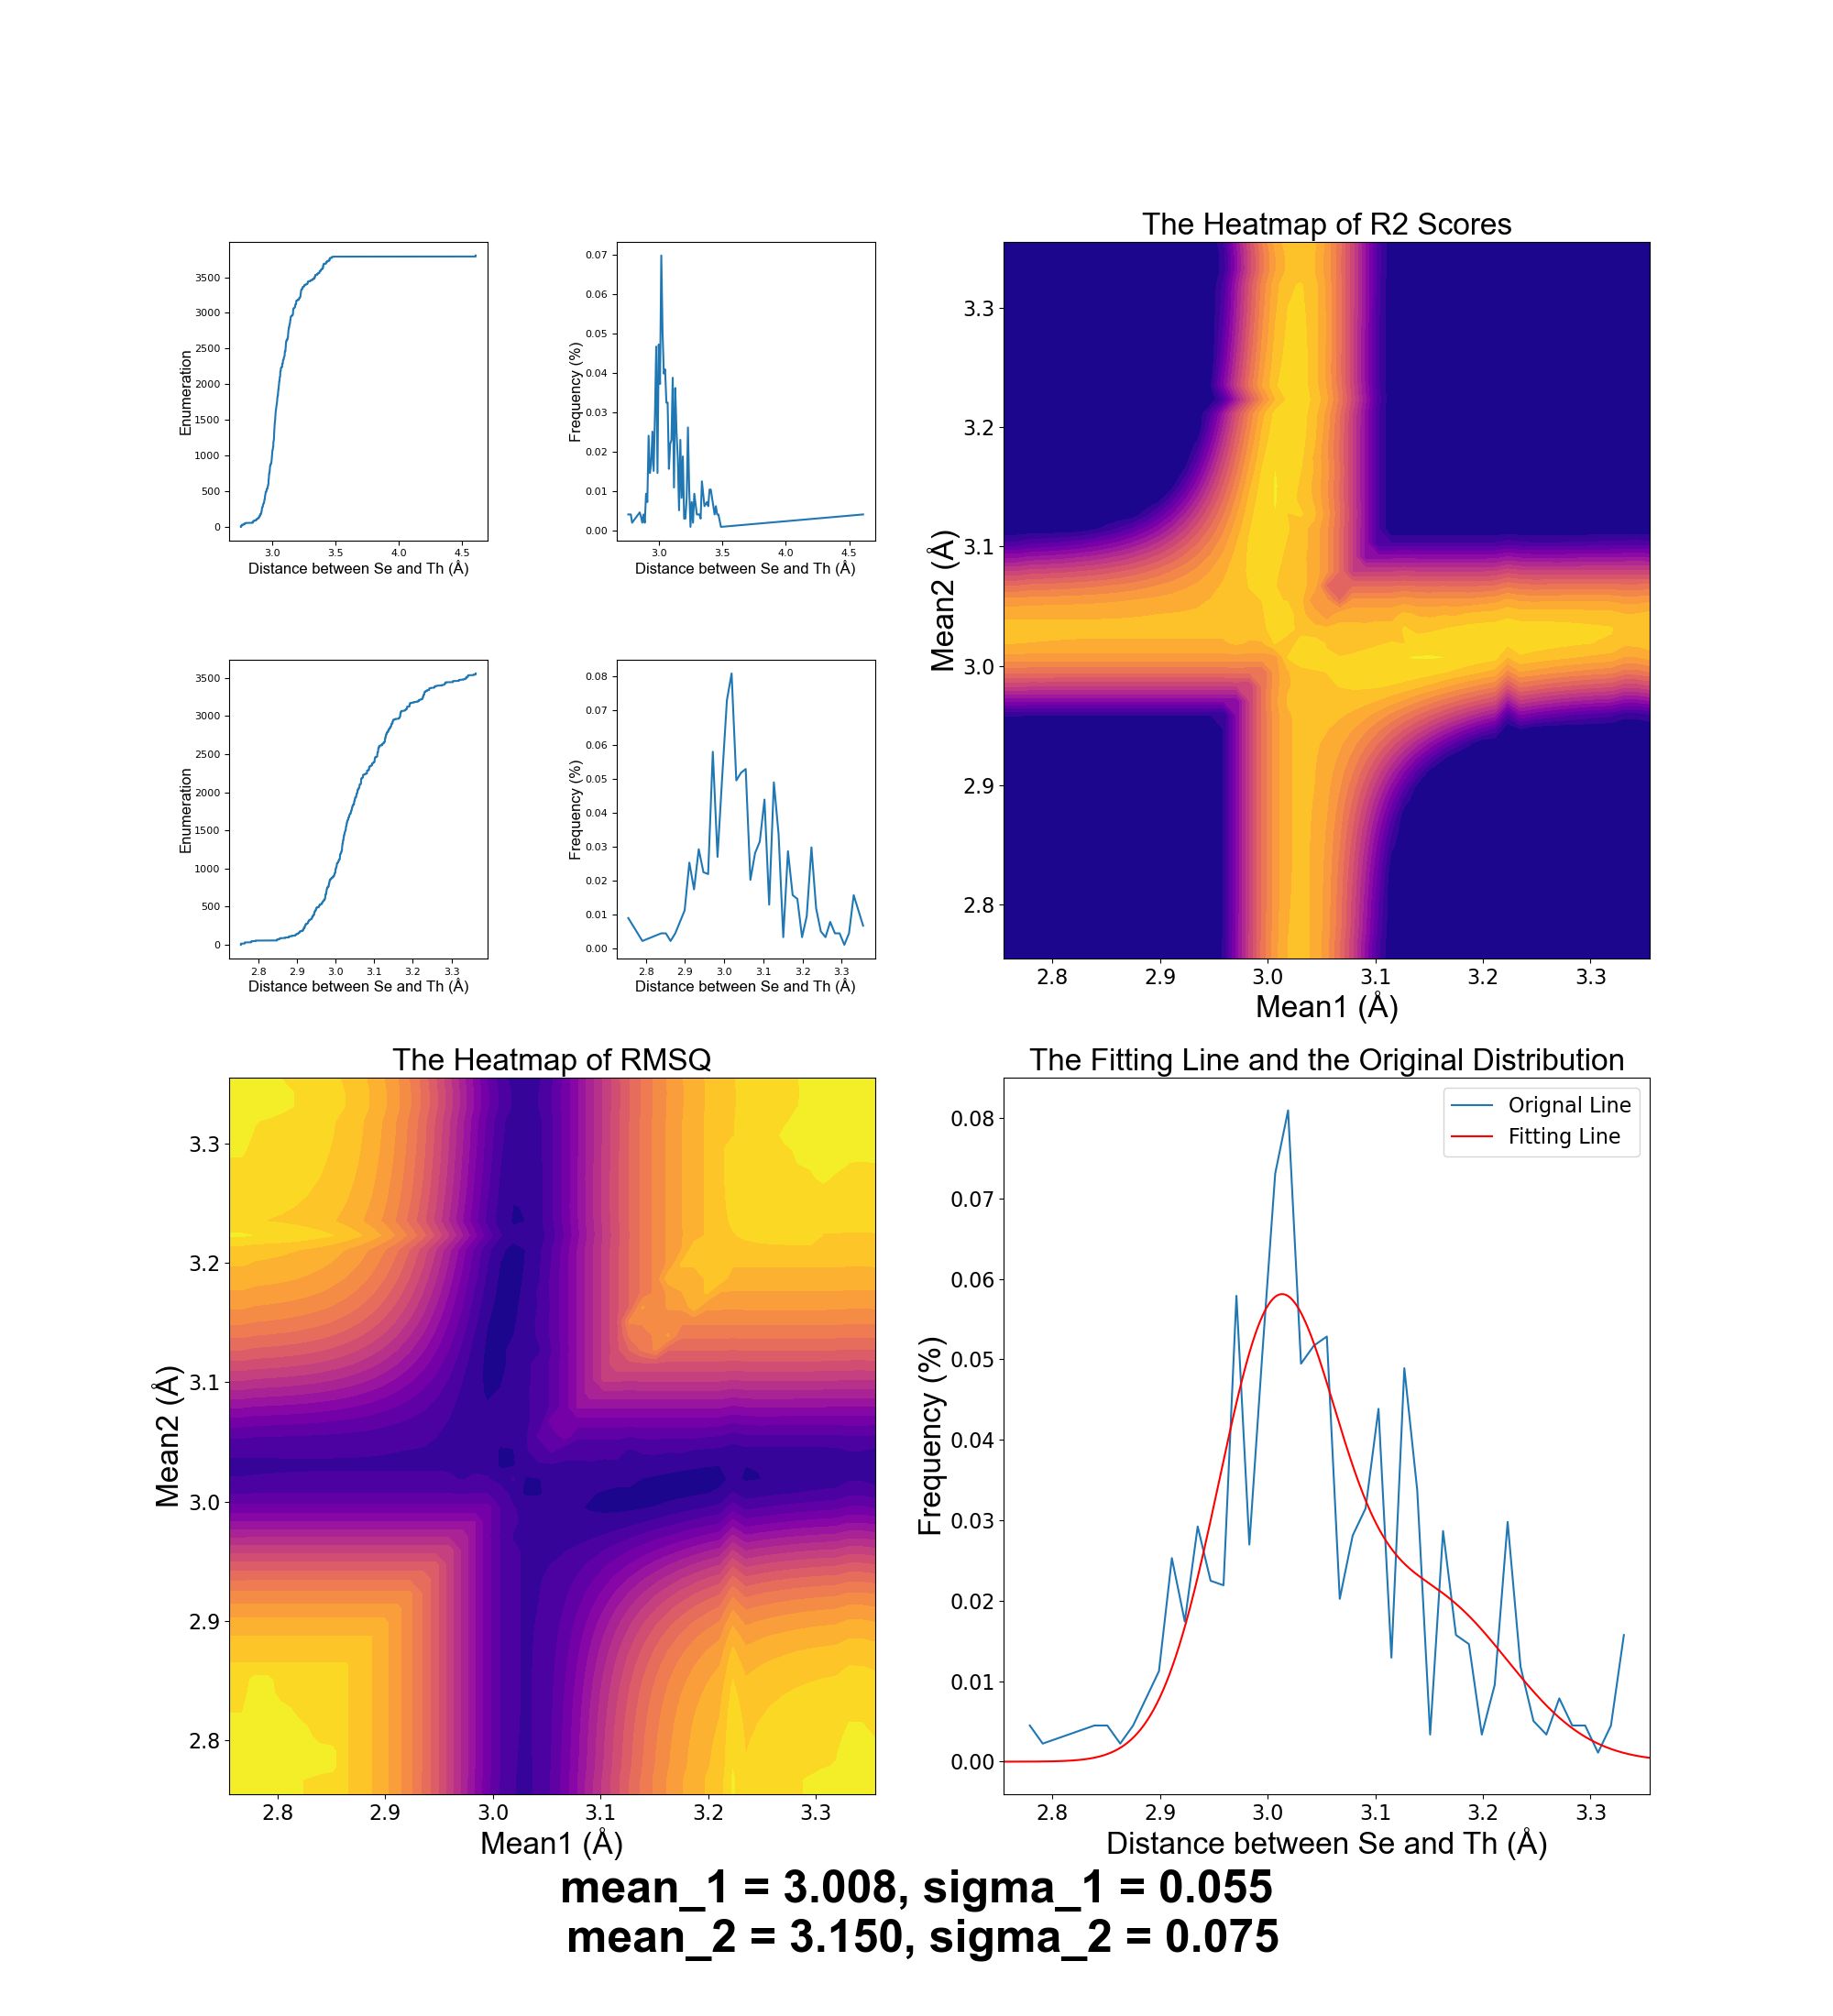 The Heatmap of R2 Scores
3500
3000
2500
2000
1500
1000
500
0
Enumeration
3.0 3.5 4.0 4.5
Distance between Se and Th (Å)
0.07
0.06
0.05
0.04
0.03
0.02
0.01
0.00
Frequency (%)
3.0 3.5 4.0 4.5
Distance between Se and Th (Å)
3.3
3.2
3.1
3.0
2.9
2.8
Mean2 (Å)
2.8 2.9 3.0 3.1 3.2 3.3
Mean1 (Å)
3500
3000
2500
2000
1500
1000
500
0
Enumeration
2.8 2.9 3.0 3.1 3.2 3.3
Distance between Se and Th (Å)
0.08
0.07
0.06
0.05
0.04
0.03
0.02
0.01
0.00
Frequency (%)
2.8 2.9 3.0 3.1 3.2 3.3
Distance between Se and Th (Å)
The Heatmap of RMSQ
3.3
3.2
3.1
3.0
2.9
2.8
Mean2 (Å)
2.8 2.9 3.0 3.1 3.2 3.3
Mean1 (Å)
The Fitting Line and the Original Distribution
Orignal Line
Fitting Line
0.08
0.07
0.06
0.05
0.04
0.03
0.02
0.01
0.00
Frequency (%)
2.8 2.9 3.0 3.1 3.2 3.3
Distance between Se and Th (Å)
mean_1 = 3.008, sigma_1 = 0.055
mean_2 = 3.150, sigma_2 = 0.075